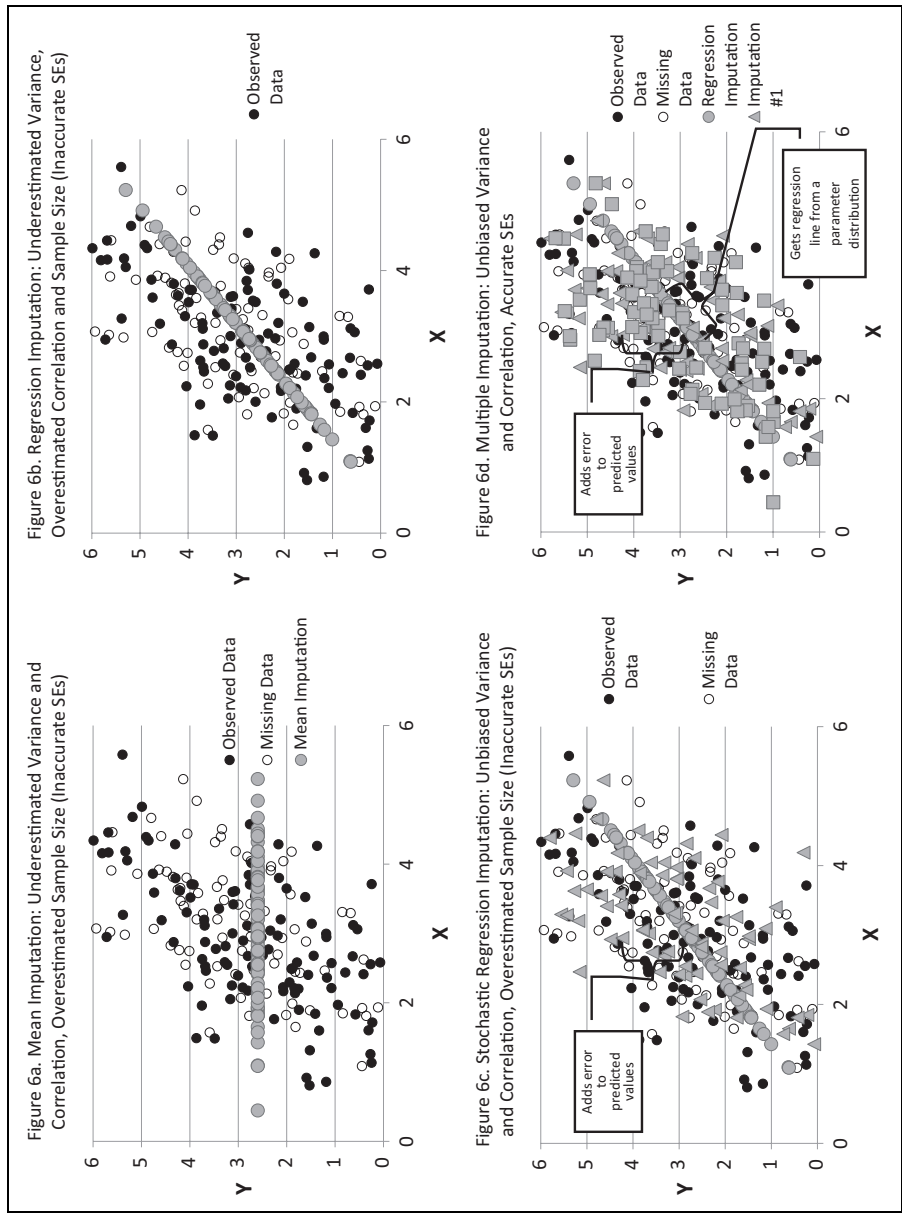 Figure 6a. Mean Imputation: Underestimated Variance and
Correlation, Overestimated Sample Size (Inaccurate SEs)
6
5
4
3
2
1
0
Y
0
2
4
6
X
Observed Data
Missing Data
Mean Imputation
Figure 6b. Regression Imputation: Underestimated Variance,
Overestimated Correlation and Sample Size (Inaccurate SEs)
6
5
4
3
2
1
0
Y
0
2
4
6
X
Observed
Data
Figure 6c. Stochastic Regression Imputation: Unbiased Variance
and Correlation, Overestimated Sample Size (Inaccurate SEs)
6
5
4
3
2
1
0
Y
0
2
4
6
X
Adds error
to
predicted
values
Observed
Data
Missing
Data
Figure 6d. Multiple Imputation: Unbiased Variance
and Correlation, Accurate SEs
6
5
4
3
2
1
0
Y
0
2
4
6
X
Adds error
to
predicted
values
Gets regression
line from a
parameter
distribution
Observed
Data
Missing
Data
Regression
Imputation
Imputation
#1